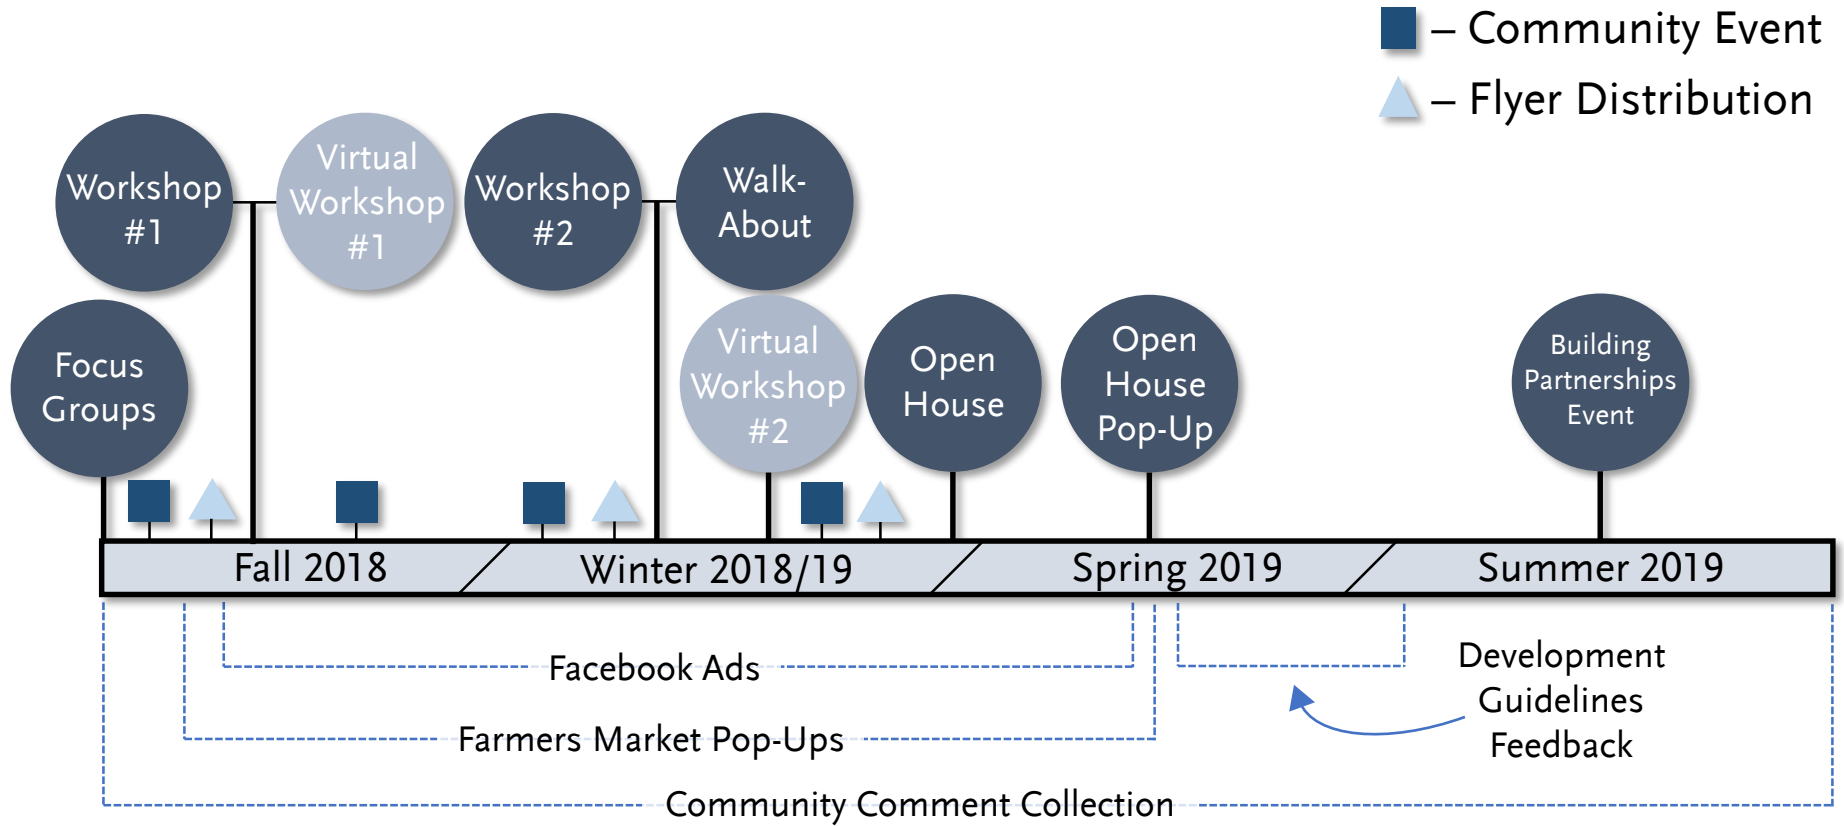 – Community Event
– Flyer Distribution
Workshop
#1
Virtual
Workshop
#1
Workshop
#2
Walk-
About
Focus
Groups
Virtual
Workshop
#2
Open
House
Open
House
Pop-Up
Building
Partnerships
Event
Fall 2018
Winter 2018/19
Spring 2019
Summer 2019
Facebook Ads
Farmers Market Pop-Ups
Development
Guidelines
Feedback
Community Comment Collection